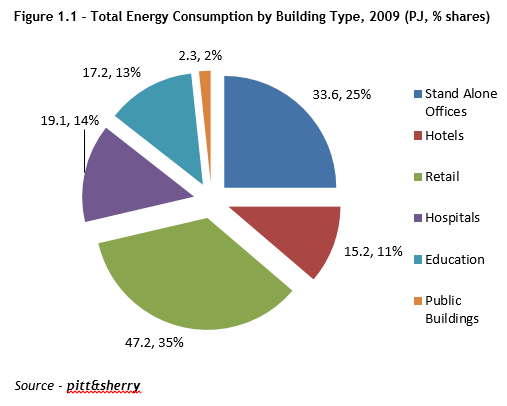 Figure 1.1 - Total Energy Consumption by Building Type, 2009 (PJ, % shares)
2.3, 2%
17.2, 13%
33.6, 25%
19.1, 14%
15.2, 11%
47.2, 35%
Stand Alone
Offices
Hotels
Retail
Hospitals
Education
Public
Buildings
Source - pitt&sherry